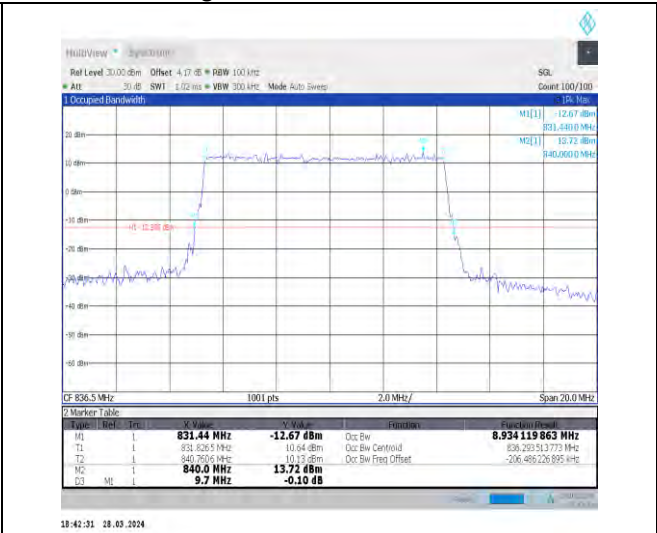 MultiView Spectrum
Ref Level 30.00 dBm Offset 4.17 dB RBW 100 kHz SGL
Att 30 dB SWT 1.02 ms VBW 300 kHz Mode Auto Sweep Count 100/100
1 Occupied Bandwidth 1Pk Max
M1[1] -12.67 dBm
831.4400 MHz
M2[1] 13.72 dBm
840.0000 MHz
20 dBm
10 dBm
0 dBm
-10 dBm
-20 dBm
-30 dBm
-40 dBm
-50 dBm
-60 dBm
CF 836.5 MHz 1001 pts 2.0 MHz/ Span 20.0 MHz
2 Marker Table
Type Ref Trc X Value Y Value Function Function Result
M1 1 831.44 MHz -12.67 dBm Occ Bw 8.934 119 863 MHz
T1 1 831.8265 MHz 10.64 dBm Occ Bw Centroid 836.293 513 773 MHz
T2 1 840.7606 MHz 10.13 dBm Occ Bw Freq Offset -206.486 226 895 kHz
M2 1 840.0 MHz 13.72 dBm
D3 M1 1 9.7 MHz -0.10 dB
18:42:31 28.03.2024